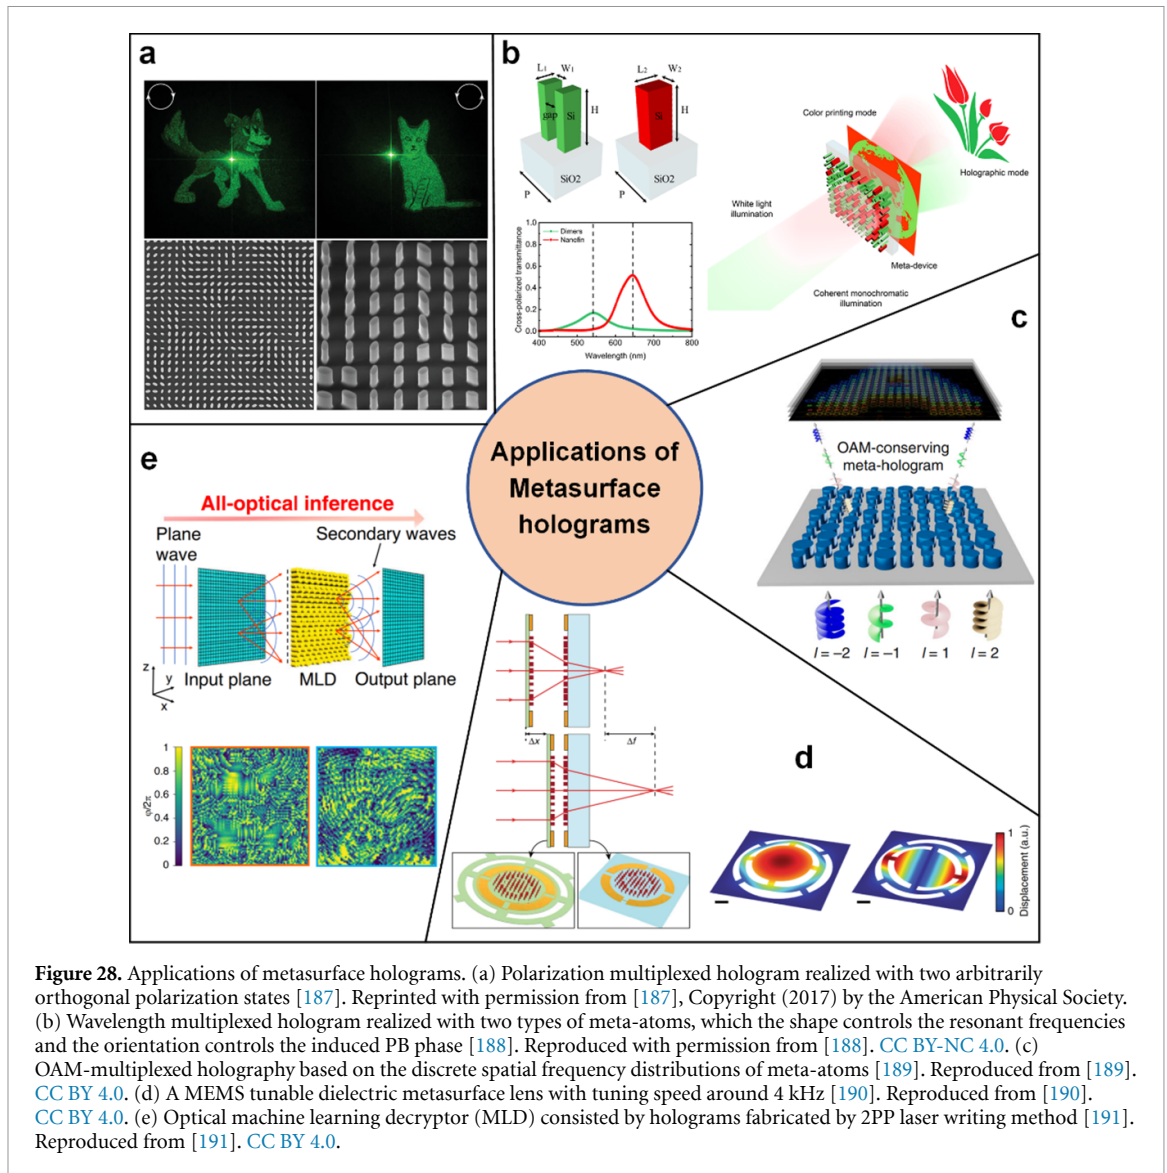 a
b
L1
W1
gap
Si
H
SiO2
P
L2
W2
Si
H
SiO2
P
Color printing mode
Holographic mode
White light
illumination
Meta-device
Coherent monochromatic
illumination
Cross-polarized transmittance
1.0
0.8
0.6
0.4
0.2
0.0
Dimers
Nanofin
400
500
600
700
800
Wavelength (nm)
c
OAM-conserving
meta-hologram
l = −2
l = −1
l = 1
l = 2
Applications of
Metasurface
holograms
e
All-optical inference
Plane
wave
Secondary waves
z
y
x
Input plane
MLD
Output plane
φ/2π
1
0.8
0.6
0.4
0.2
0
Δx
Δf
d
1
0
Displacement (a.u.)
Figure 28. Applications of metasurface holograms. (a) Polarization multiplexed hologram realized with two arbitrarily
orthogonal polarization states [187]. Reprinted with permission from [187], Copyright (2017) by the American Physical Society.
(b) Wavelength multiplexed hologram realized with two types of meta-atoms, which the shape controls the resonant frequencies
and the orientation controls the induced PB phase [188]. Reproduced with permission from [188]. CC BY-NC 4.0. (c)
OAM-multiplexed holography based on the discrete spatial frequency distributions of meta-atoms [189]. Reproduced from [189].
CC BY 4.0. (d) A MEMS tunable dielectric metasurface lens with tuning speed around 4 kHz [190]. Reproduced from [190].
CC BY 4.0. (e) Optical machine learning decryptor (MLD) consisted by holograms fabricated by 2PP laser writing method [191].
Reproduced from [191]. CC BY 4.0.